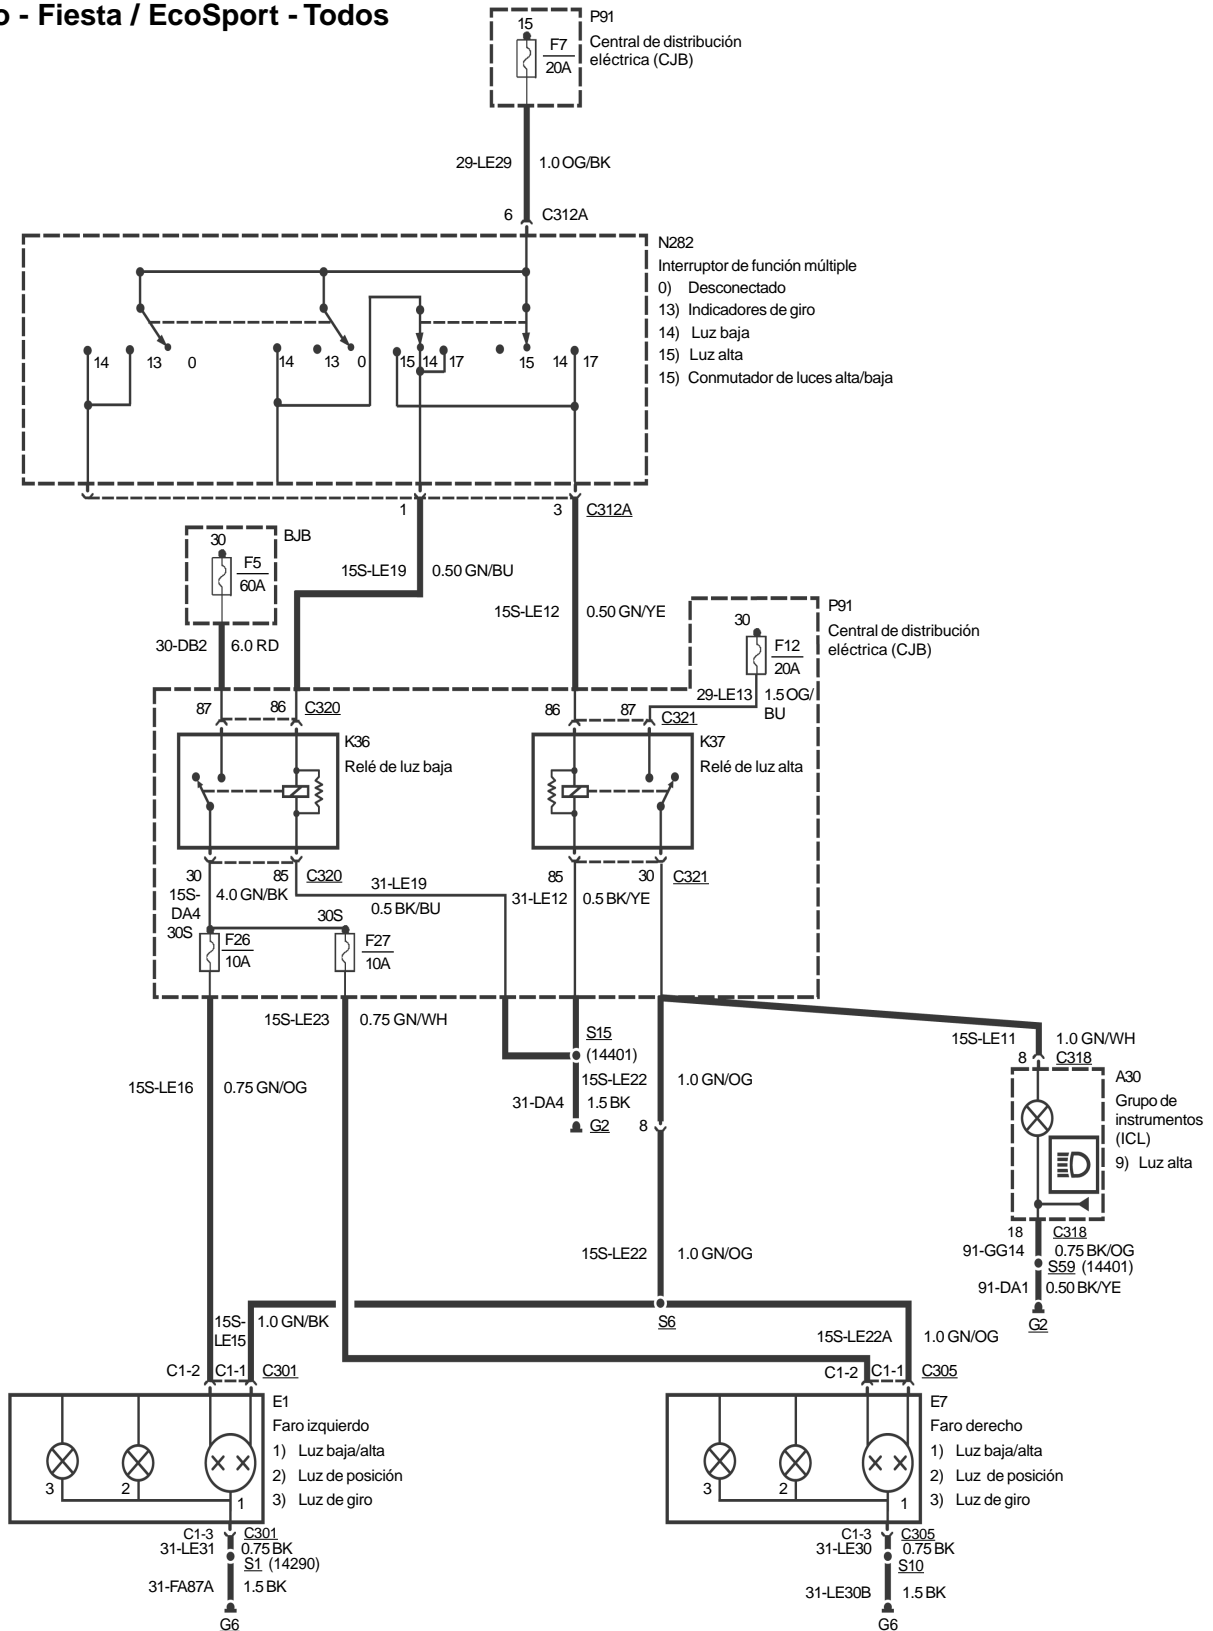 o - Fiesta / EcoSport - Todos
P91
Central de distribución
eléctrica (CJB)
15
F7
20A
29-LE29 1.0 OG/BK
6 C312A
N282
Interruptor de función múltiple
0) Desconectado
13) Indicadores de giro
14) Luz baja
15) Luz alta
15) Conmutador de luces alta/baja
14 13 0 14 13 0 15 14 17 15 14 17
1 3 C312A
30 BJB
F5
60A
15S-LE19 0.50 GN/BU
15S-LE12 0.50 GN/YE
30-DB2 6.0 RD
P91
Central de distribución
eléctrica (CJB)
30
F12
20A
29-LE13 1.5 OG/
BU
87 86 C320
86 87 C321
K36
Relé de luz baja
K37
Relé de luz alta
30 85 C320
85 30 C321
15S-
DA4
4.0 GN/BK
31-LE19
0.5 BK/BU
31-LE12 0.5 BK/YE
30S 30S
F26
10A
F27
10A
15S-LE23 0.75 GN/WH
S15
(14401)
15S-LE11 1.0 GN/WH
8 C318
15S-LE16 0.75 GN/OG
15S-LE22 1.0 GN/OG
31-DA4 1.5 BK
G2 8
A30
Grupo de
instrumentos
(ICL)
9) Luz alta
18 C318
91-GG14 0.75 BK/OG
S59 (14401)
91-DA1 0.50 BK/YE
G2
15S-LE22 1.0 GN/OG
S6
15S-
LE15
1.0 GN/BK
15S-LE22A 1.0 GN/OG
C1-2 C1-1 C301
C1-2 C1-1 C305
E1
Faro izquierdo
1) Luz baja/alta
2) Luz de posición
3) Luz de giro
3 2 1
E7
Faro derecho
1) Luz baja/alta
2) Luz de posición
3) Luz de giro
3 2 1
C1-3 C301
31-LE31 0.75 BK
S1 (14290)
31-FA87A 1.5 BK
G6
C1-3 C305
31-LE30 0.75 BK
S10
31-LE30B 1.5 BK
G6